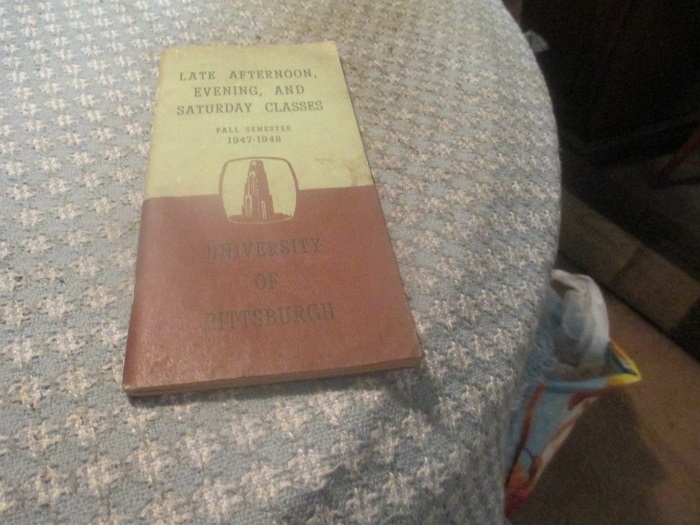 LATE AFTERNOON,
EVENING, AND
SATURDAY CLASSES
FALL SEMESTER
1947-1948
UNIVERSITY
OF
PITTSBURGH